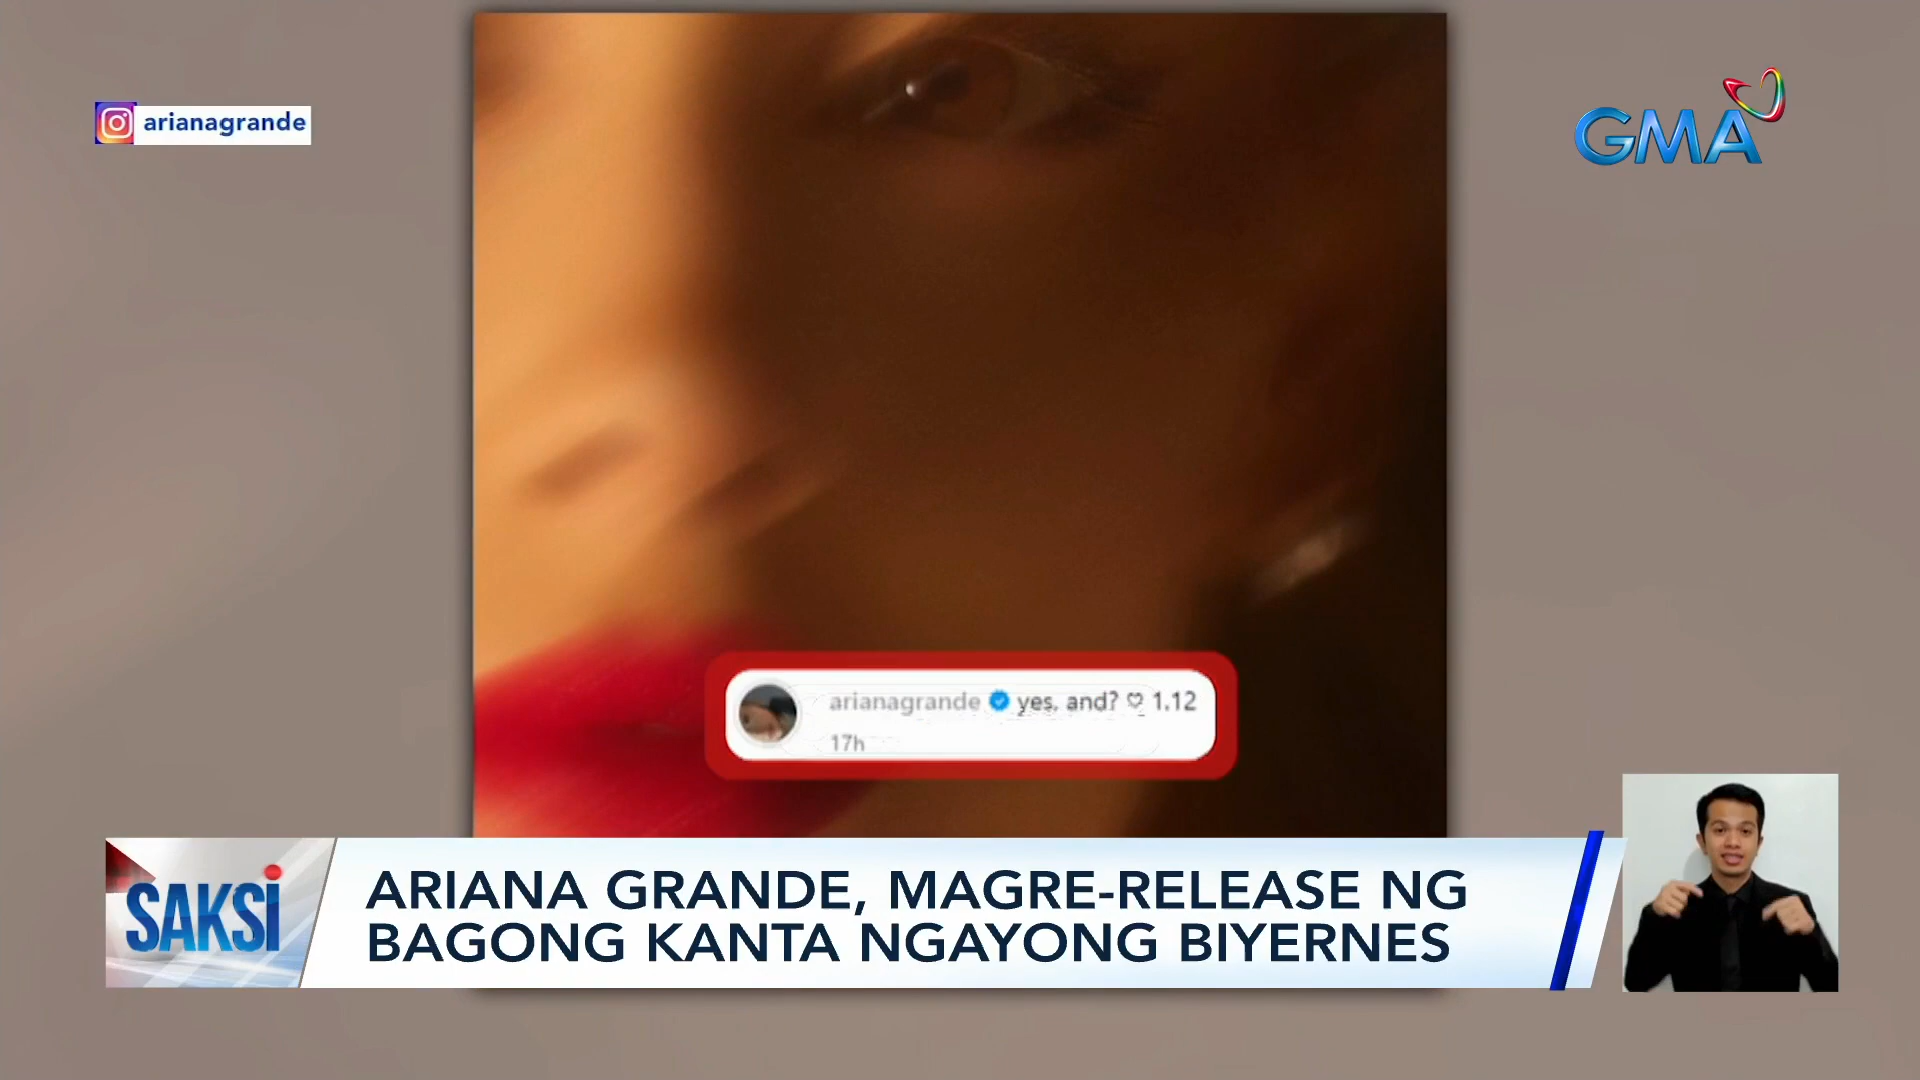 arianagrande
GMA
arianagrande yes, and? ♡ 1.12
17h
SAKSI
ARIANA GRANDE, MAGRE-RELEASE NG
BAGONG KANTA NGAYONG BIYERNES